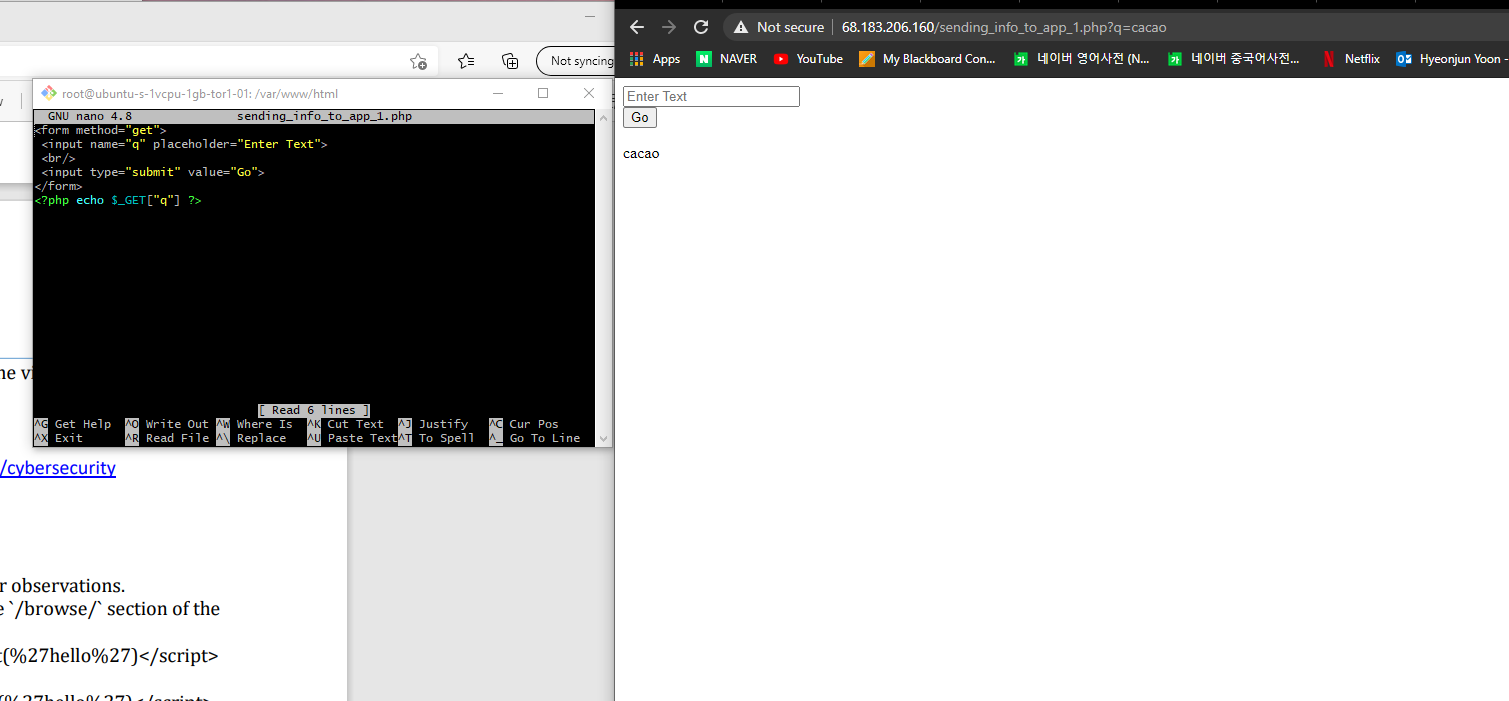 Not syncing
root@ubuntu-s-1vcpu-1gb-tor1-01: /var/www/html
GNU nano 4.8 sending_info_to_app_1.php
<form method="get">
<input name="q" placeholder="Enter Text">
<br/>
<input type="submit" value="Go">
</form>
<?php echo $_GET["q"] ?>
[ Read 6 lines ]
^G Get Help ^O Write Out ^W Where Is ^K Cut Text ^J Justify ^C Cur Pos
^X Exit ^R Read File ^\ Replace ^U Paste Text ^T To Spell ^_ Go To Line
/cybersecurity
r observations.
e `/browse/` section of the
t(%27hello%27)</script>
(%27hello%27)</script>
Not secure 68.183.206.160/sending_info_to_app_1.php?q=cacao
Apps NAVER YouTube My Blackboard Con... 네이버 영어사전 (N... 네이버 중국어사전... Netflix Hyeonjun Yoon -
Enter Text
Go
cacao